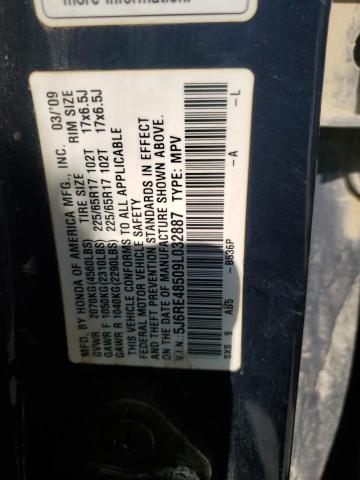 more information.
MFD. BY HONDA OF AMERICA MFG., INC. 03/'09
TIRE SIZE RIM SIZE
GVWR 2070KG(4560LBS)
GAWR F 1050KG(2310LBS) 225/65R17 102T 17x6.5J
GAWR R 1040KG(2290LBS) 225/65R17 102T 17x6.5J
THIS VEHICLE CONFORMS TO ALL APPLICABLE
FEDERAL MOTOR VEHICLE SAFETY
AND THEFT PREVENTION STANDARDS IN EFFECT
ON THE DATE OF MANUFACTURE SHOWN ABOVE.
V.I.N.: 5J6RE48509L032887 TYPE: MPV
SXS 9 A05 -B536P -A -L